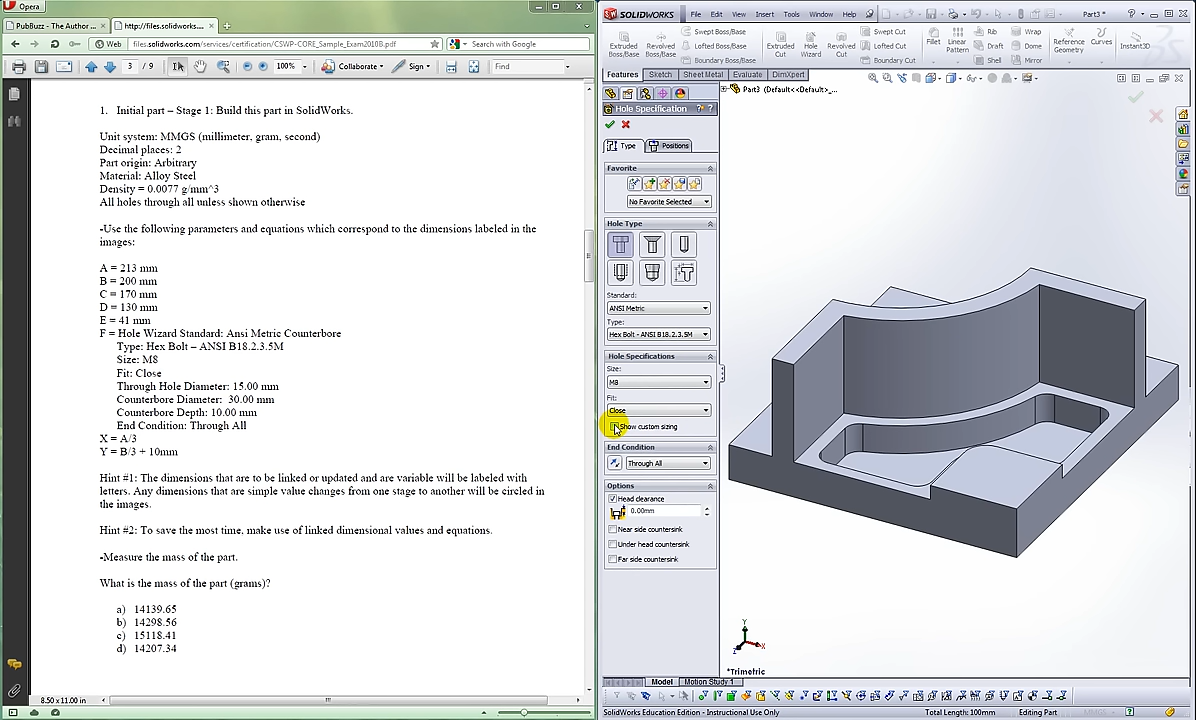 Opera
PubBuzz - The Author ...
http://files.solidworks....
Web
files.solidworks.com/services/certification/CSWP-CORE_Sample_Exam2010B.pdf
Search with Google
3 / 9
100%
Collaborate
Sign
Find
1. Initial part – Stage 1: Build this part in SolidWorks.
Unit system: MMGS (millimeter, gram, second)
Decimal places: 2
Part origin: Arbitrary
Material: Alloy Steel
Density = 0.0077 g/mm^3
All holes through all unless shown otherwise
-Use the following parameters and equations which correspond to the dimensions labeled in the
images:
A = 213 mm
B = 200 mm
C = 170 mm
D = 130 mm
E = 41 mm
F = Hole Wizard Standard: Ansi Metric Counterbore
Type: Hex Bolt – ANSI B18.2.3.5M
Size: M8
Fit: Close
Through Hole Diameter: 15.00 mm
Counterbore Diameter: 30.00 mm
Counterbore Depth: 10.00 mm
End Condition: Through All
X = A/3
Y = B/3 + 10mm
Hint #1: The dimensions that are to be linked or updated and are variable will be labeled with
letters. Any dimensions that are simple value changes from one stage to another will be circled in
the images.
Hint #2: To save the most time, make use of linked dimensional values and equations.
-Measure the mass of the part.
What is the mass of the part (grams)?
a) 14139.65
b) 14298.56
c) 15118.41
d) 14207.34
8.50 x 11.00 in
SOLIDWORKS
File Edit View Insert Tools Window Help
Part3 *
Extruded Boss/Base
Revolved Boss/Base
Swept Boss/Base
Lofted Boss/Base
Boundary Boss/Base
Extruded Cut
Hole Wizard
Revolved Cut
Swept Cut
Lofted Cut
Boundary Cut
Fillet
Linear Pattern
Rib
Draft
Shell
Wrap
Dome
Mirror
Reference Geometry
Curves
Instant3D
Features
Sketch
Sheet Metal
Evaluate
DimXpert
Part3 (Default<<Default>_...
Hole Specification
Type
Positions
Favorite
No Favorite Selected
Hole Type
Standard:
ANSI Metric
Type:
Hex Bolt - ANSI B18.2.3.5M
Hole Specifications
Size:
M8
Fit:
Close
Show custom sizing
End Condition
Through All
Options
Head clearance
0.00mm
Near side countersink
Under head countersink
Far side countersink
Y
X
Z
*Trimetric
Model
Motion Study 1
SolidWorks Education Edition - Instructional Use Only
Total Length: 100mm
Editing Part
MMGS